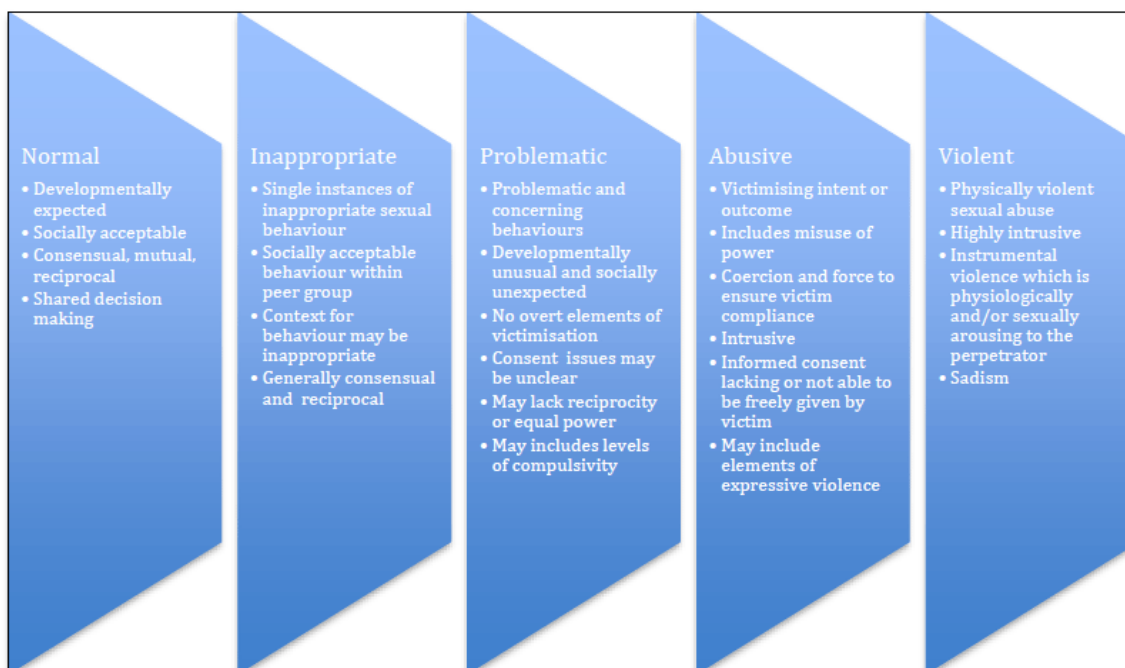 Normal
• Developmentally
expected
• Socially acceptable
• Consensual, mutual,
reciprocal
• Shared decision
making
Inappropriate
• Single instances of
inappropriate sexual
behaviour
• Socially acceptable
behaviour within
peer group
• Context for
behaviour may be
inappropriate
• Generally consensual
and reciprocal
Problematic
• Problematic and
concerning
behaviours
• Developmentally
unusual and socially
unexpected
• No overt elements of
victimisation
• Consent issues may
be unclear
• May lack reciprocity
or equal power
• May includes levels
of compulsivity
Abusive
• Victimising intent or
outcome
• Includes misuse of
power
• Coercion and force to
ensure victim
compliance
• Intrusive
• Informed consent
lacking or not able to
be freely given by
victim
• May include
elements of
expressive violence
Violent
• Physically violent
sexual abuse
• Highly intrusive
• Instrumental
violence which is
physiologically
and/or sexually
arousing to the
perpetrator
• Sadism